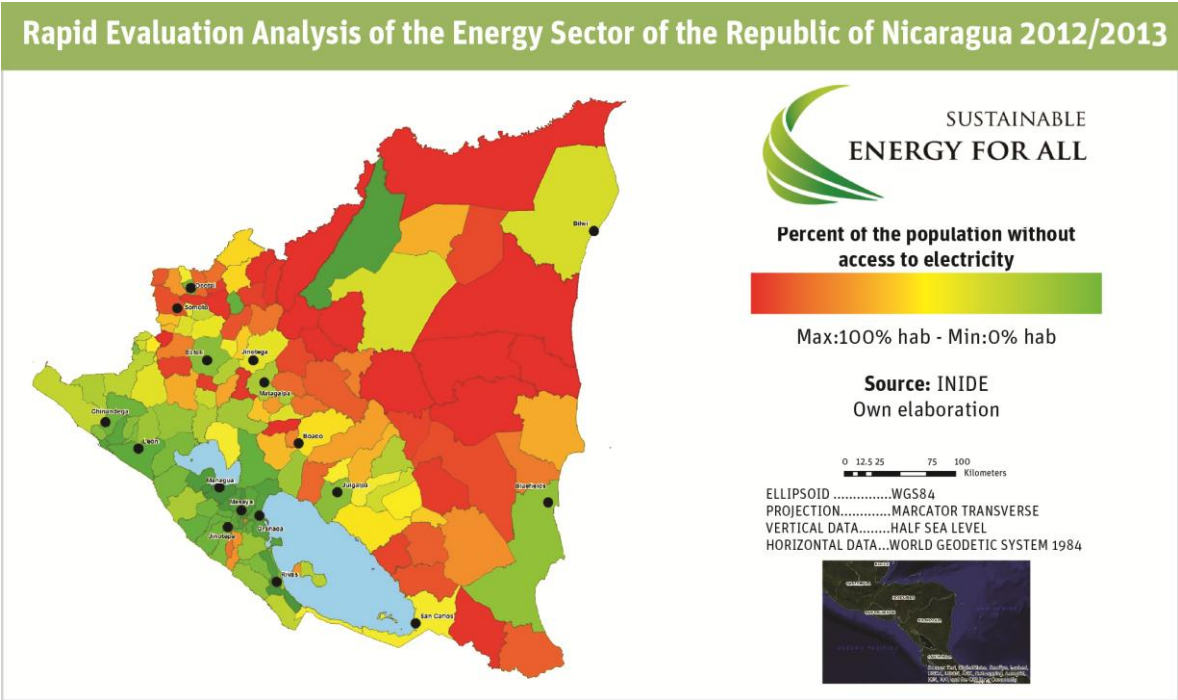 Rapid Evaluation Analysis of the Energy Sector of the Republic of Nicaragua 2012/2013
SUSTAINABLE
ENERGY FOR ALL
Percent of the population without
access to electricity
Max:100% hab - Min:0% hab
Source: INIDE
Own elaboration
0 12.5 25 75 100
Kilometers
ELLIPSOID ...............WGS84
PROJECTION.............MARCATOR TRANSVERSE
VERTICAL DATA........HALF SEA LEVEL
HORIZONTAL DATA...WORLD GEODETIC SYSTEM 1984
Bilwi
Ocotal
Somoto
Estelí
Jinotega
Matagalpa
Chinandega
León
Boaco
Managua
Juigalpa
Bluefields
Masaya
Granada
Jinotepe
Rivas
San Carlos